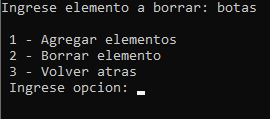 Ingrese elemento a borrar: botas
1 - Agregar elementos
2 - Borrar elemento
3 - Volver atras
Ingrese opcion: